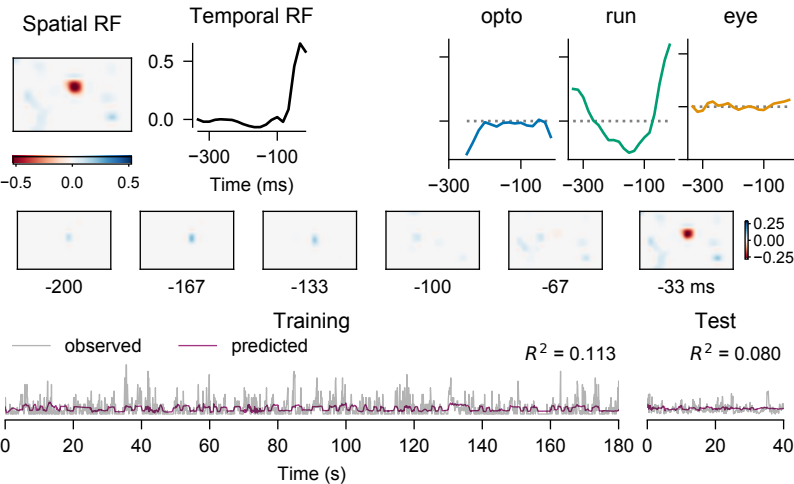 Spatial RF
Temporal RF
opto
run
eye
0.5
0.0
−300
−100
Time (ms)
−0.5
0.0
0.5
−300
−100
−300
−100
−300
−100
-200
-167
-133
-100
-67
-33 ms
0.25
0.00
−0.25
Training
Test
observed
predicted
R² = 0.113
R² = 0.080
0 20 40 60 80 100 120 140 160 180
0 20 40
Time (s)